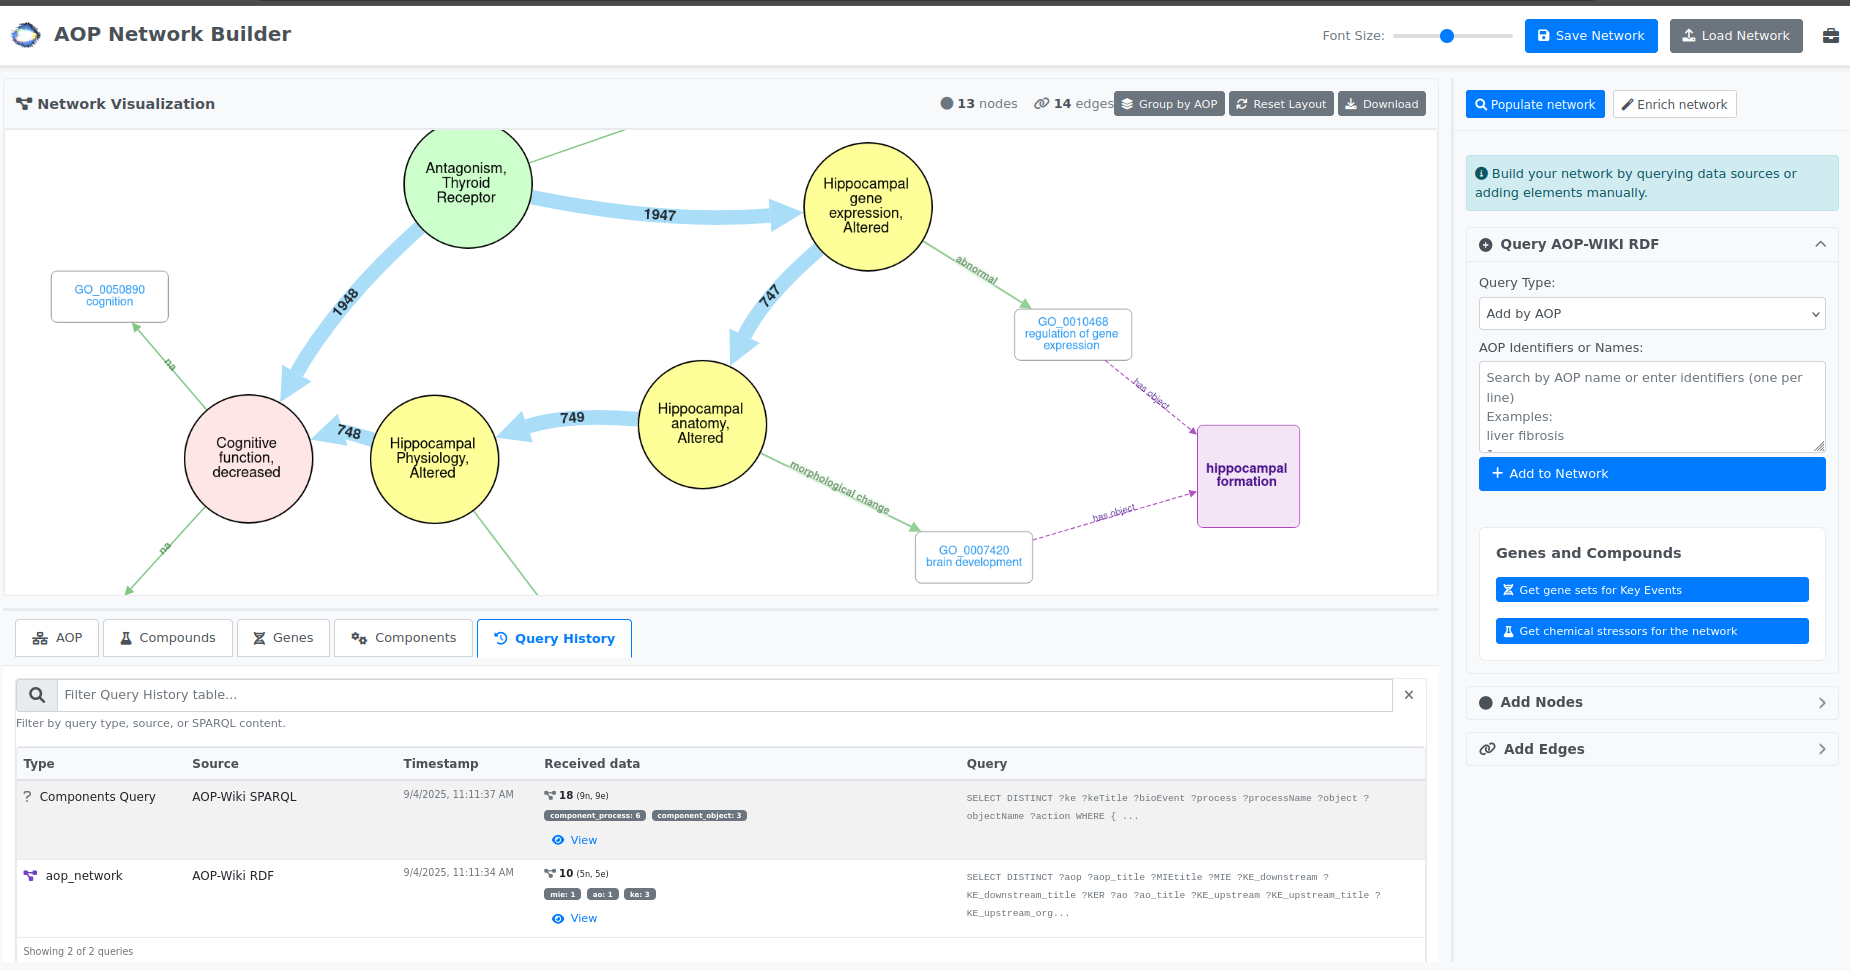 AOP Network Builder
Font Size:
Save Network
Load Network
Network Visualization
13 nodes
14 edges
Group by AOP
Reset Layout
Download
Antagonism,
Thyroid
Receptor
1947
Hippocampal
gene
expression,
Altered
abnormal
GO_0010468
regulation of gene
expression
has object
hippocampal
formation
1948
747
GO_0050890
cognition
na
Cognitive
function,
decreased
748
Hippocampal
Physiology,
Altered
749
Hippocampal
anatomy,
Altered
morphological change
GO_0007420
brain development
has object
na
AOP
Compounds
Genes
Components
Query History
Filter Query History table...
Filter by query type, source, or SPARQL content.
Type
Source
Timestamp
Received data
Query
? Components Query
AOP-Wiki SPARQL
9/4/2025, 11:11:37 AM
18 (9n, 9e)
component_process: 6
component_object: 3
View
SELECT DISTINCT ?ke ?keTitle ?bioEvent ?process ?processName ?object ?
objectName ?action WHERE { ...
aop_network
AOP-Wiki RDF
9/4/2025, 11:11:34 AM
10 (5n, 5e)
mie: 1
ao: 1
ke: 3
View
SELECT DISTINCT ?aop ?aop_title ?MIEtitle ?MIE ?KE_downstream ?
KE_downstream_title ?KER ?ao ?ao_title ?KE_upstream ?KE_upstream_title ?
KE_upstream_org...
Showing 2 of 2 queries
Populate network
Enrich network
Build your network by querying data sources or
adding elements manually.
Query AOP-WIKI RDF
Query Type:
Add by AOP
AOP Identifiers or Names:
Search by AOP name or enter identifiers (one per
line)
Examples:
liver fibrosis
+ Add to Network
Genes and Compounds
Get gene sets for Key Events
Get chemical stressors for the network
Add Nodes
Add Edges